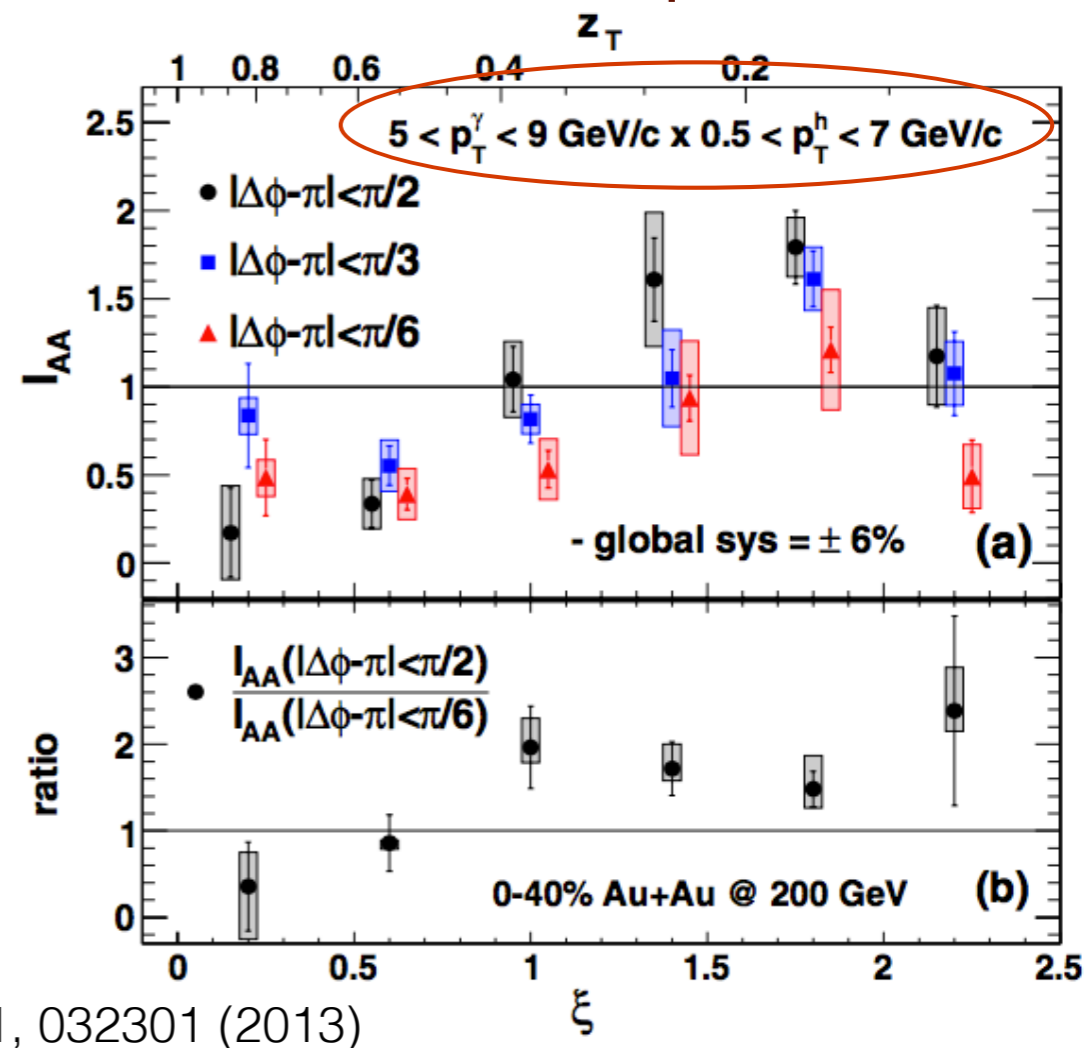 z_T
1 0.8 0.6 0.4 0.2
5 < p_T^γ < 9 GeV/c x 0.5 < p_T^h < 7 GeV/c
|Δϕ-π|<π/2
|Δϕ-π|<π/3
|Δϕ-π|<π/6
I_AA
2.5
2
1.5
1
0.5
0
- global sys = ± 6%
(a)
I_AA(|Δϕ-π|<π/2)
I_AA(|Δϕ-π|<π/6)
ratio
3
2
1
0
0-40% Au+Au @ 200 GeV
(b)
0 0.5 1 1.5 2 2.5
ξ
, 032301 (2013)